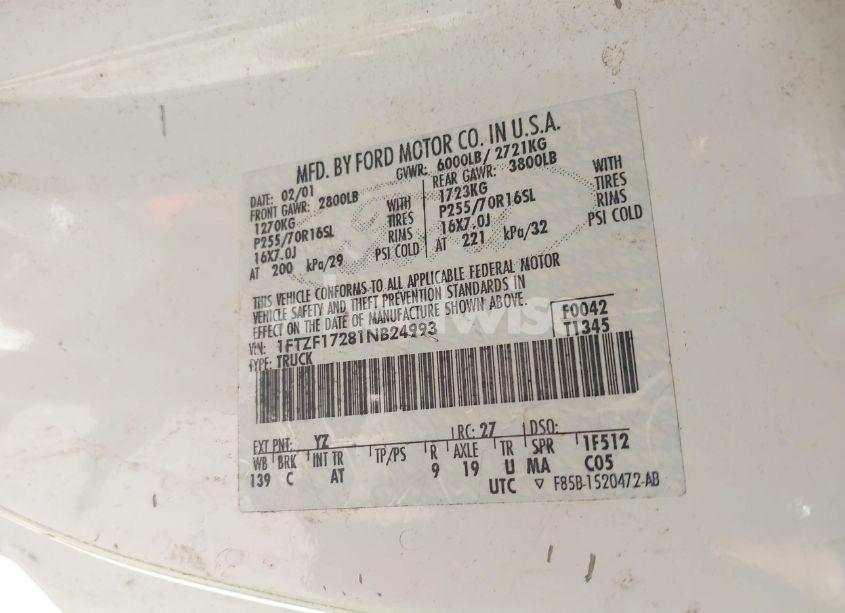 MFD. BY FORD MOTOR CO. IN U.S.A.
DATE: 02/01 GVWR: 6000LB/ 2721KG
FRONT GAWR: 2800LB REAR GAWR: 3800LB
1270KG WITH 1723KG WITH
P255/70R16SL TIRES P255/70R16SL TIRES
16X7.0J RIMS 16X7.0J RIMS
AT 200 kPa/29 PSI COLD AT 221 kPa/32 PSI COLD
THIS VEHICLE CONFORMS TO ALL APPLICABLE FEDERAL MOTOR
VEHICLE SAFETY AND THEFT PREVENTION STANDARDS IN
EFFECT ON THE DATE OF MANUFACTURE SHOWN ABOVE.
F0042
VIN: 1FTZF17281NB24993 T1345
TYPE: TRUCK
EXT PNT: YZ RC: 27 DSO:
WB BRK INT TR TP/PS R AXLE TR SPR 1F512
139 C AT 9 19 U MA C05
UTC ▽ F85B-1520472-AB